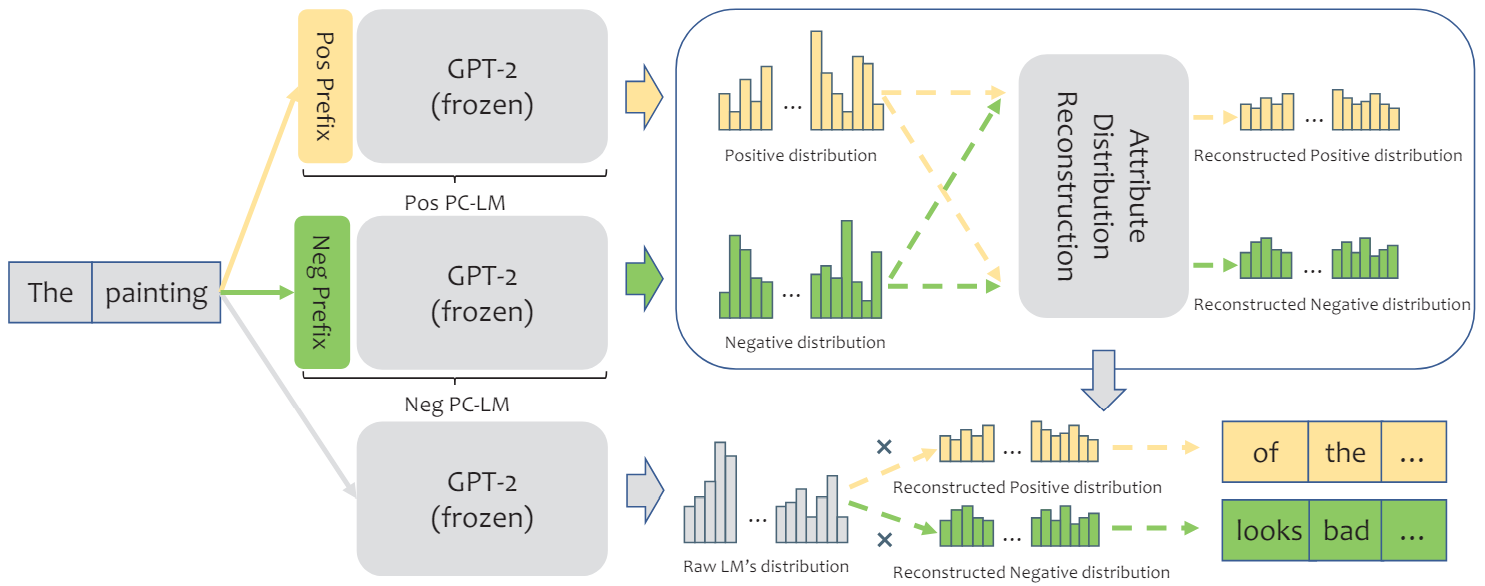 Pos Prefix
GPT-2
(frozen)
Pos PC-LM
Neg Prefix
GPT-2
(frozen)
Neg PC-LM
The painting
GPT-2
(frozen)
...
Positive distribution
...
Negative distribution
Attribute
Distribution
Reconstruction
...
Reconstructed Positive distribution
...
Reconstructed Negative distribution
...
Raw LM's distribution
×
...
Reconstructed Positive distribution
×
...
Reconstructed Negative distribution
of the ...
looks bad ...